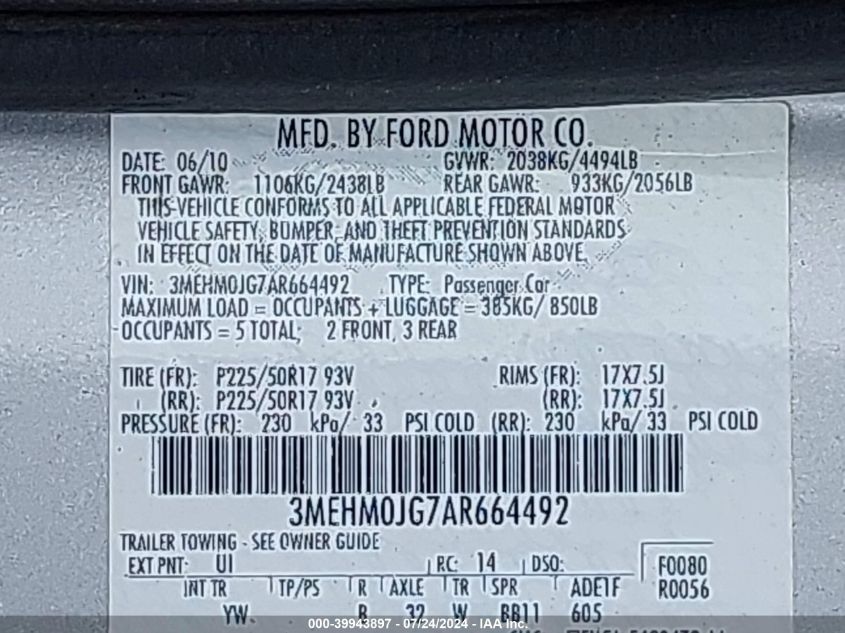 MFD. BY FORD MOTOR CO.
DATE: 06/10 GVWR: 2038KG/4494LB
FRONT GAWR: 1106KG/2438LB REAR GAWR: 933KG/2056LB
THIS VEHICLE CONFORMS TO ALL APPLICABLE FEDERAL MOTOR
VEHICLE SAFETY, BUMPER, AND THEFT PREVENTION STANDARDS
IN EFFECT ON THE DATE OF MANUFACTURE SHOWN ABOVE.
VIN: 3MEHM0JG7AR664492 TYPE: Passenger Car
MAXIMUM LOAD = OCCUPANTS + LUGGAGE = 385KG/ 850LB
OCCUPANTS = 5 TOTAL; 2 FRONT, 3 REAR
TIRE (FR): P225/50R17 93V RIMS (FR): 17X7.5J
(RR): P225/50R17 93V (RR): 17X7.5J
PRESSURE (FR): 230 kPa/ 33 PSI COLD (RR): 230 kPa/ 33 PSI COLD
3MEHM0JG7AR664492
TRAILER TOWING - SEE OWNER GUIDE
EXT PNT: UI RC: 14 DSO: F0080
INT TR TP/PS R AXLE TR SPR ADETF R0056
YW 32 W BB11 605
000-39943897 - 07/24/2024 - IAA Inc.